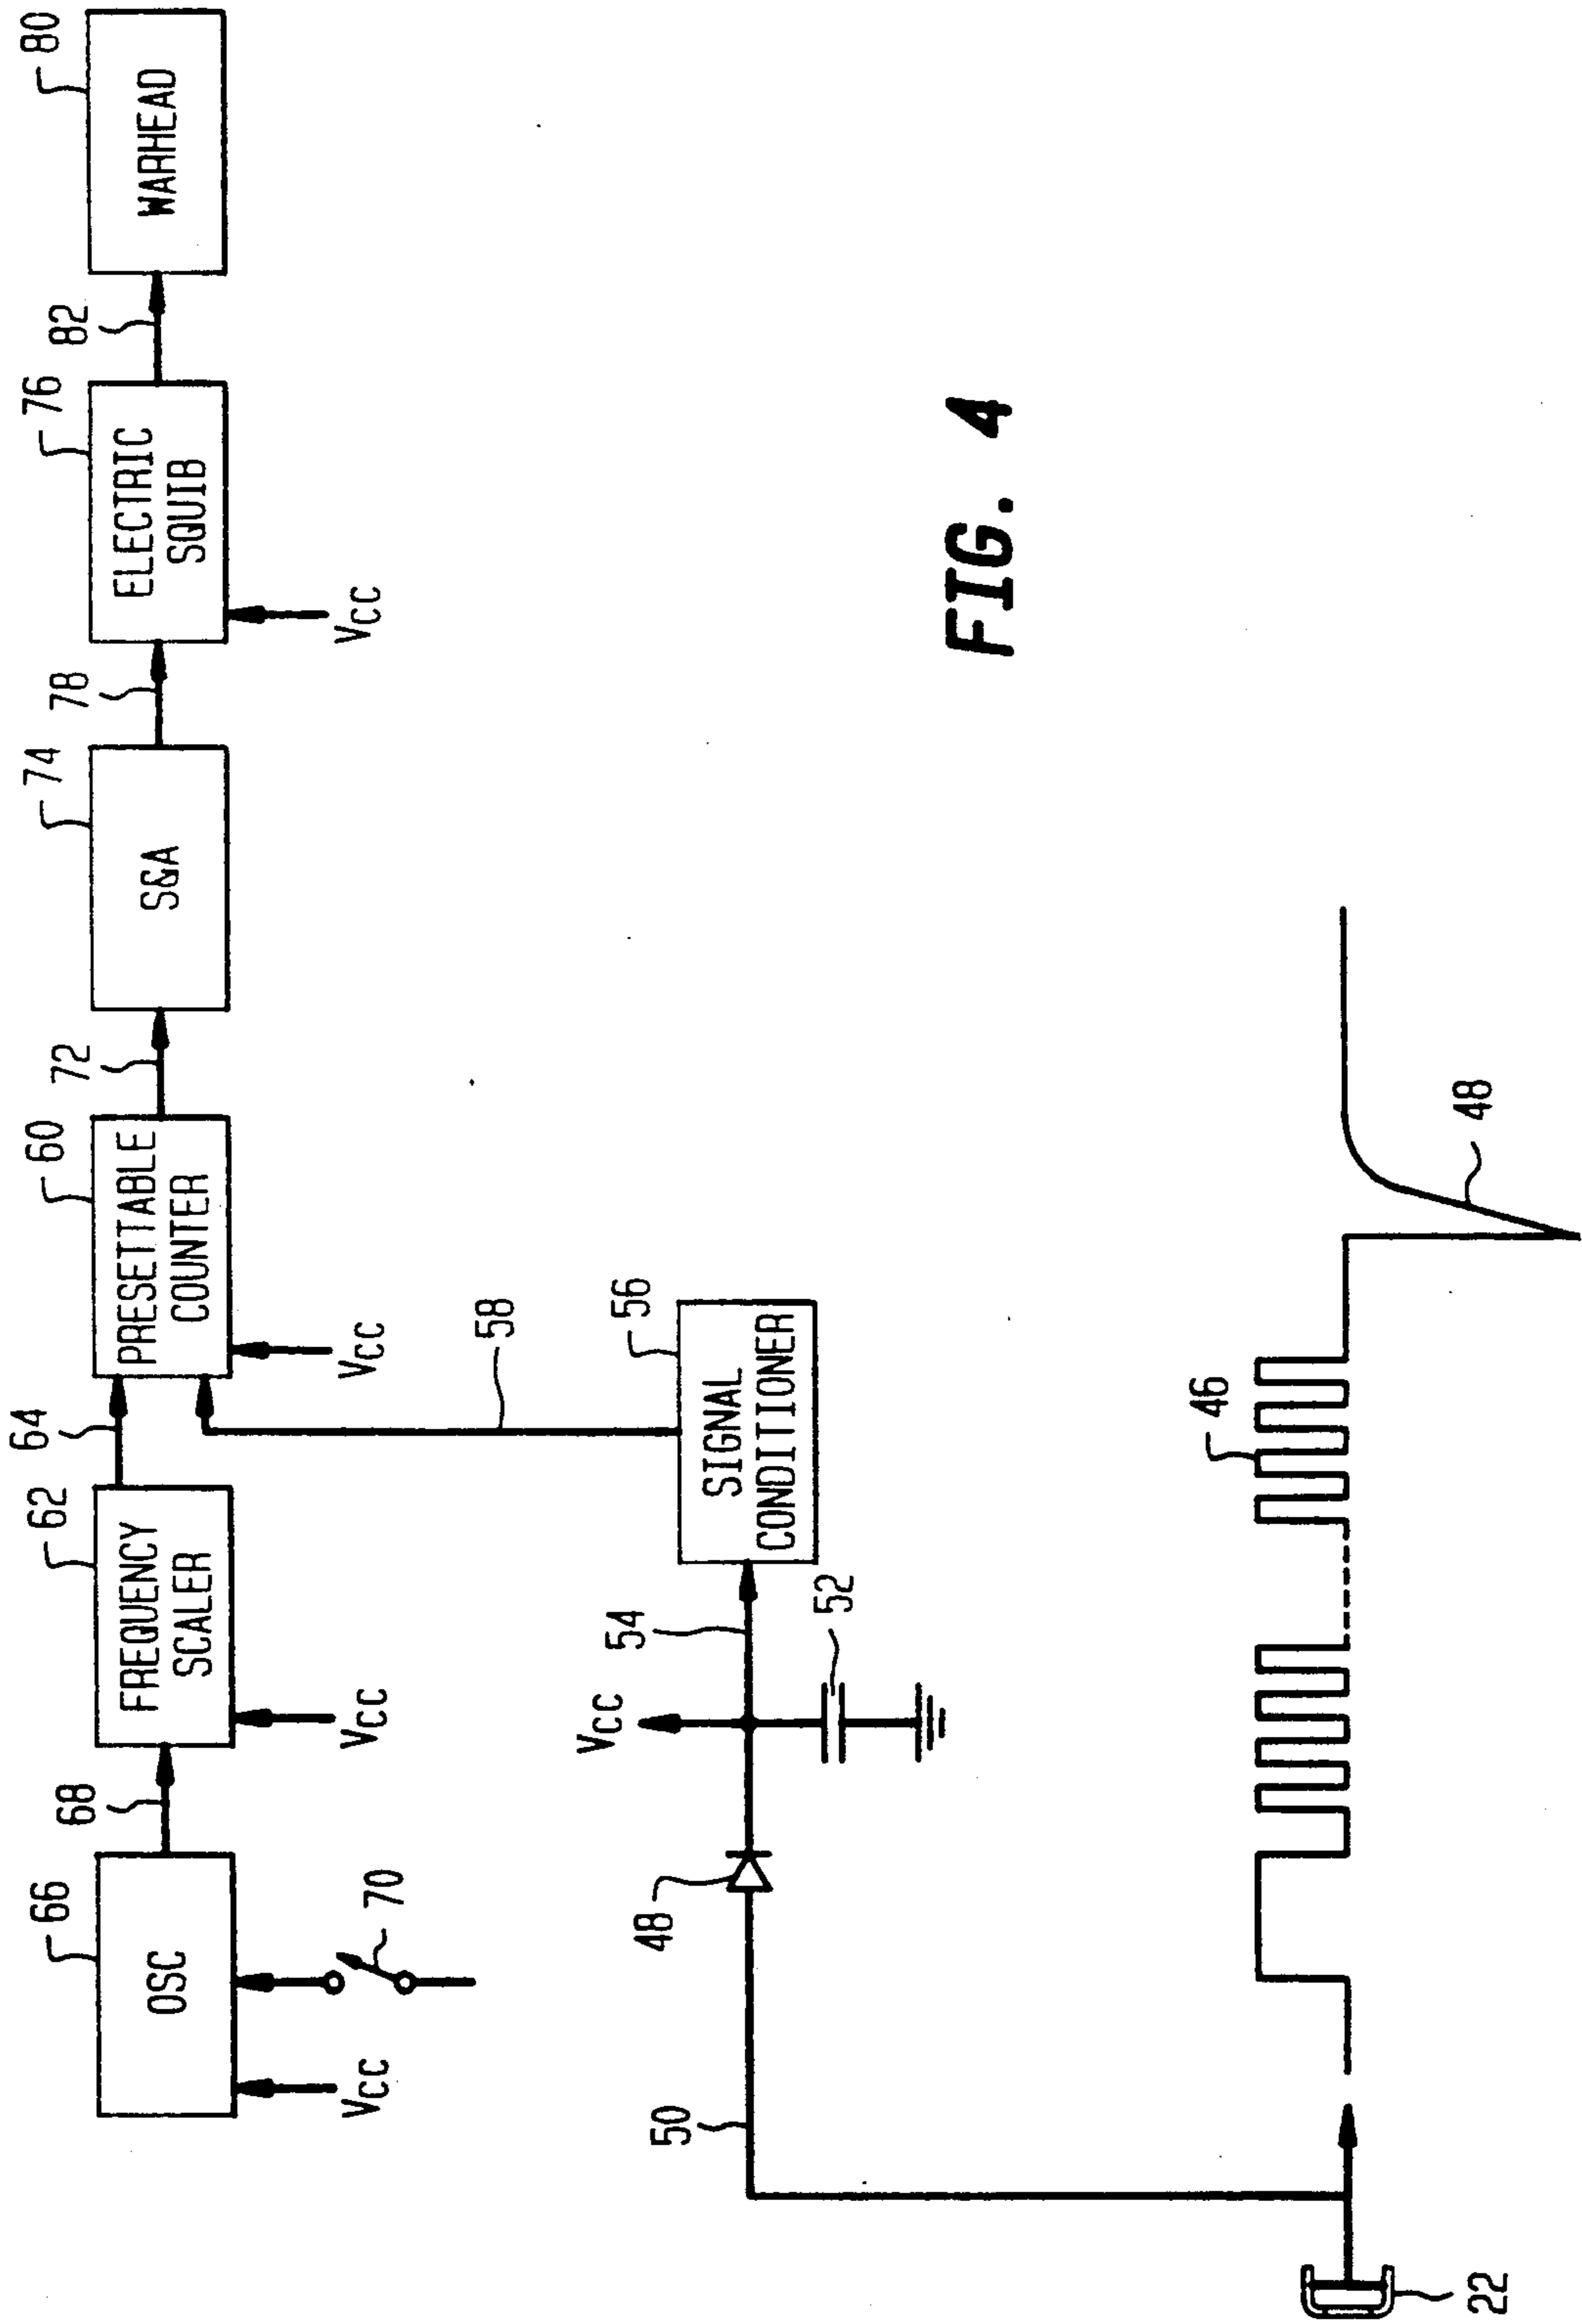 66
OSC
VCC
70
68
62
FREQUENCY
SCALER
VCC
64
60
PRESETTABLE
COUNTER
VCC
72
74
S&A
78
76
ELECTRIC
SQUIB
VCC
82
80
WARHEAD
50
48
VCC
54
52
56
SIGNAL
CONDITIONER
58
FIG. 4
22
46
48